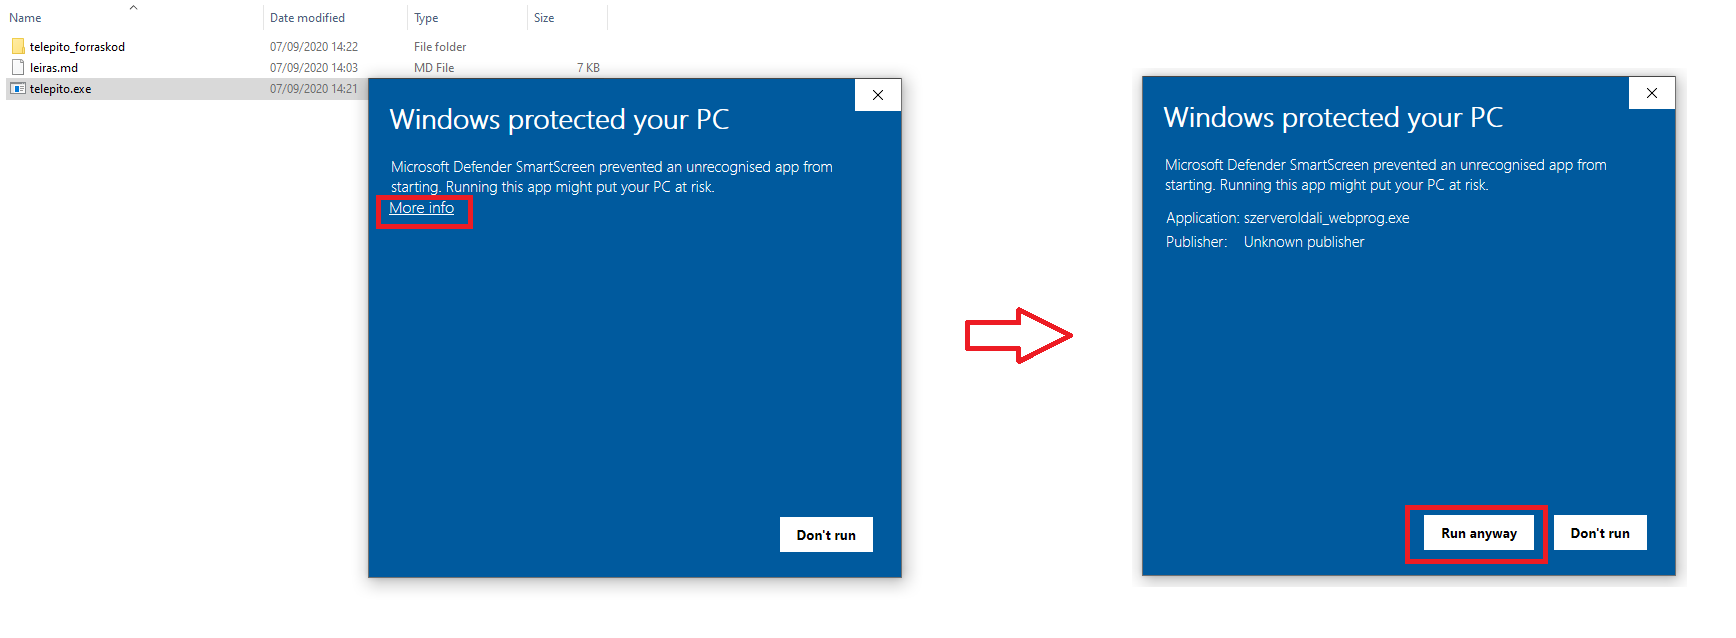 Name Date modified Type Size
telepito_forraskod 07/09/2020 14:22 File folder
leiras.md 07/09/2020 14:03 MD File 7 KB
telepito.exe 07/09/2020 14:21
Windows protected your PC
Microsoft Defender SmartScreen prevented an unrecognised app from
starting. Running this app might put your PC at risk.
More info
Don't run
Windows protected your PC
Microsoft Defender SmartScreen prevented an unrecognised app from
starting. Running this app might put your PC at risk.
Application: szerveroldali_webprog.exe
Publisher: Unknown publisher
Run anyway Don't run